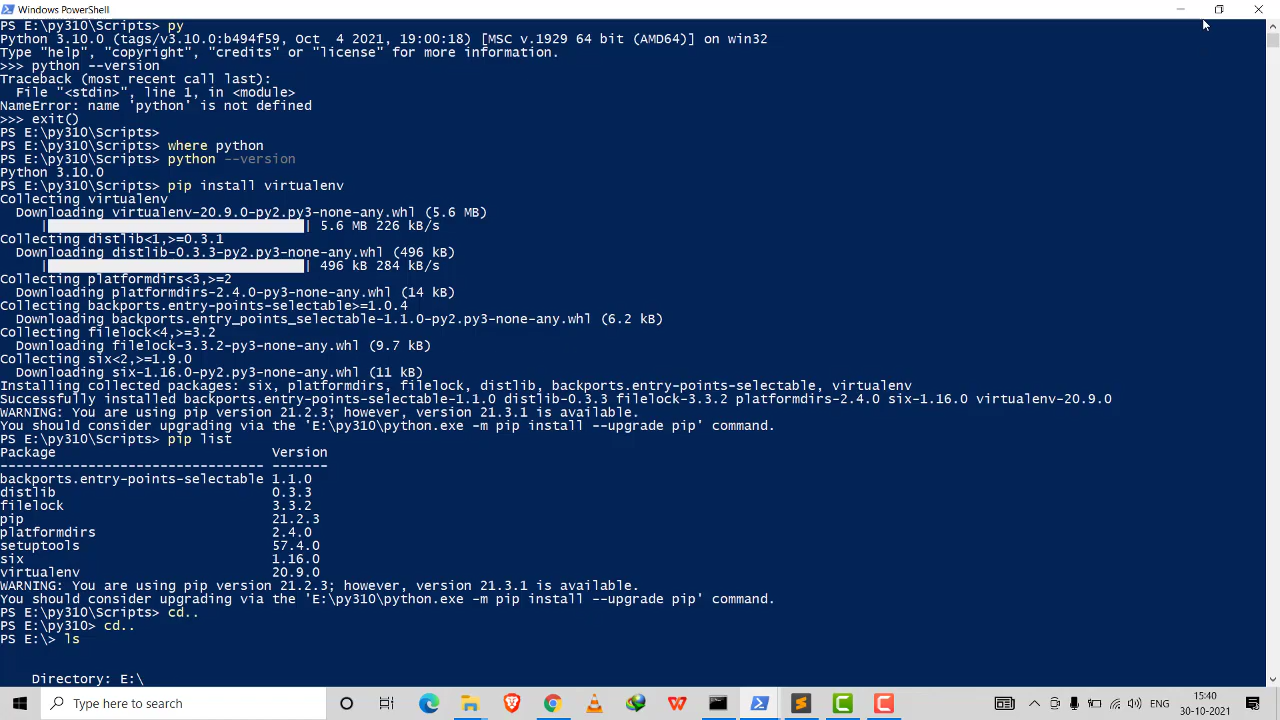 Windows PowerShell
PS E:\py310\Scripts> py
Python 3.10.0 (tags/v3.10.0:b494f59, Oct  4 2021, 19:00:18) [MSC v.1929 64 bit (AMD64)] on win32
Type "help", "copyright", "credits" or "license" for more information.
>>> python --version
Traceback (most recent call last):
  File "<stdin>", line 1, in <module>
NameError: name 'python' is not defined
>>> exit()
PS E:\py310\Scripts>
PS E:\py310\Scripts> where python
PS E:\py310\Scripts> python --version
Python 3.10.0
PS E:\py310\Scripts> pip install virtualenv
Collecting virtualenv
  Downloading virtualenv-20.9.0-py2.py3-none-any.whl (5.6 MB)
     |                                | 5.6 MB 226 kB/s
Collecting distlib<1,>=0.3.1
  Downloading distlib-0.3.3-py2.py3-none-any.whl (496 kB)
     |                                | 496 kB 284 kB/s
Collecting platformdirs<3,>=2
  Downloading platformdirs-2.4.0-py3-none-any.whl (14 kB)
Collecting backports.entry-points-selectable>=1.0.4
  Downloading backports.entry_points_selectable-1.1.0-py2.py3-none-any.whl (6.2 kB)
Collecting filelock<4,>=3.2
  Downloading filelock-3.3.2-py3-none-any.whl (9.7 kB)
Collecting six<2,>=1.9.0
  Downloading six-1.16.0-py2.py3-none-any.whl (11 kB)
Installing collected packages: six, platformdirs, filelock, distlib, backports.entry-points-selectable, virtualenv
Successfully installed backports.entry-points-selectable-1.1.0 distlib-0.3.3 filelock-3.3.2 platformdirs-2.4.0 six-1.16.0 virtualenv-20.9.0
WARNING: You are using pip version 21.2.3; however, version 21.3.1 is available.
You should consider upgrading via the 'E:\py310\python.exe -m pip install --upgrade pip' command.
PS E:\py310\Scripts> pip list
Package                          Version
--------------------------------- -------
backports.entry-points-selectable 1.1.0
distlib                           0.3.3
filelock                          3.3.2
pip                               21.2.3
platformdirs                      2.4.0
setuptools                        57.4.0
six                               1.16.0
virtualenv                        20.9.0
WARNING: You are using pip version 21.2.3; however, version 21.3.1 is available.
You should consider upgrading via the 'E:\py310\python.exe -m pip install --upgrade pip' command.
PS E:\py310\Scripts> cd..
PS E:\py310> cd..
PS E:\> ls
    Directory: E:\
Type here to search
ENG
15:40
30-10-2021